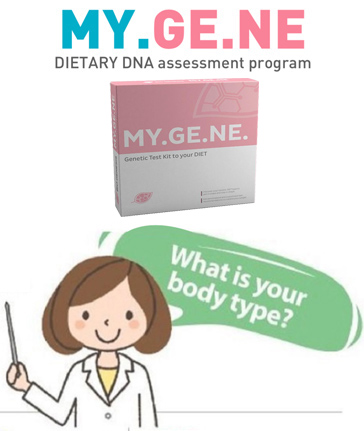 MY.GE.NE
DIETARY DNA assessment program
MY.GE.NE.
Genetic Test Kit to your DIET
What is your
body type?